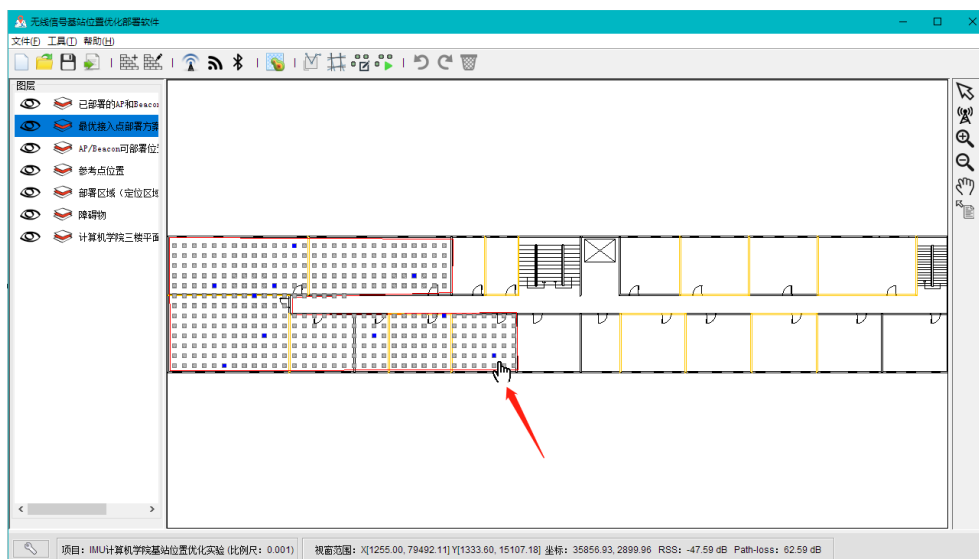 无线信号基站位置优化部署软件
文件(F) 工具(T) 帮助(H)
图层
已部署的AP和Beacon
最优接入点部署方案
AP/Beacon可部署位
参考点位置
部署区域（定位区域
障碍物
计算机学院三楼平面
项目: IMU计算机学院基站位置优化实验 (比例尺: 0.001) 视窗范围: X[1255.00, 79492.11] Y[1333.60, 15107.18] 坐标: 35856.93, 2899.96 RSS: -47.59 dB Path-loss: 62.59 dB